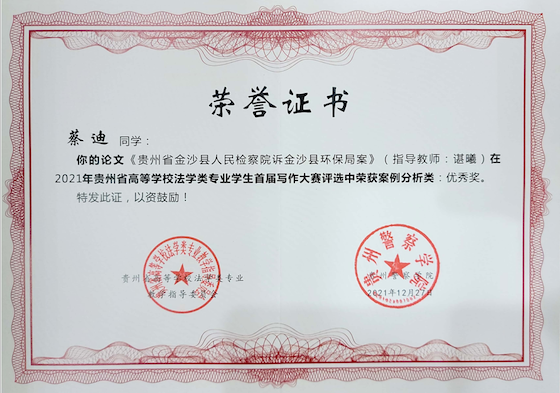 荣誉证书
蔡迪 同学：
你的论文《贵州省金沙县人民检察院诉金沙县环保局案》（指导教师：谌曦）在
2021年贵州省高等学校法学类专业学生首届写作大赛评选中荣获案例分析类：优秀奖。
特发此证，以资鼓励！
贵州省高等学校法学类专业
教学指导委员会
贵州警察学院
2021年12月27日
贵州警察学院